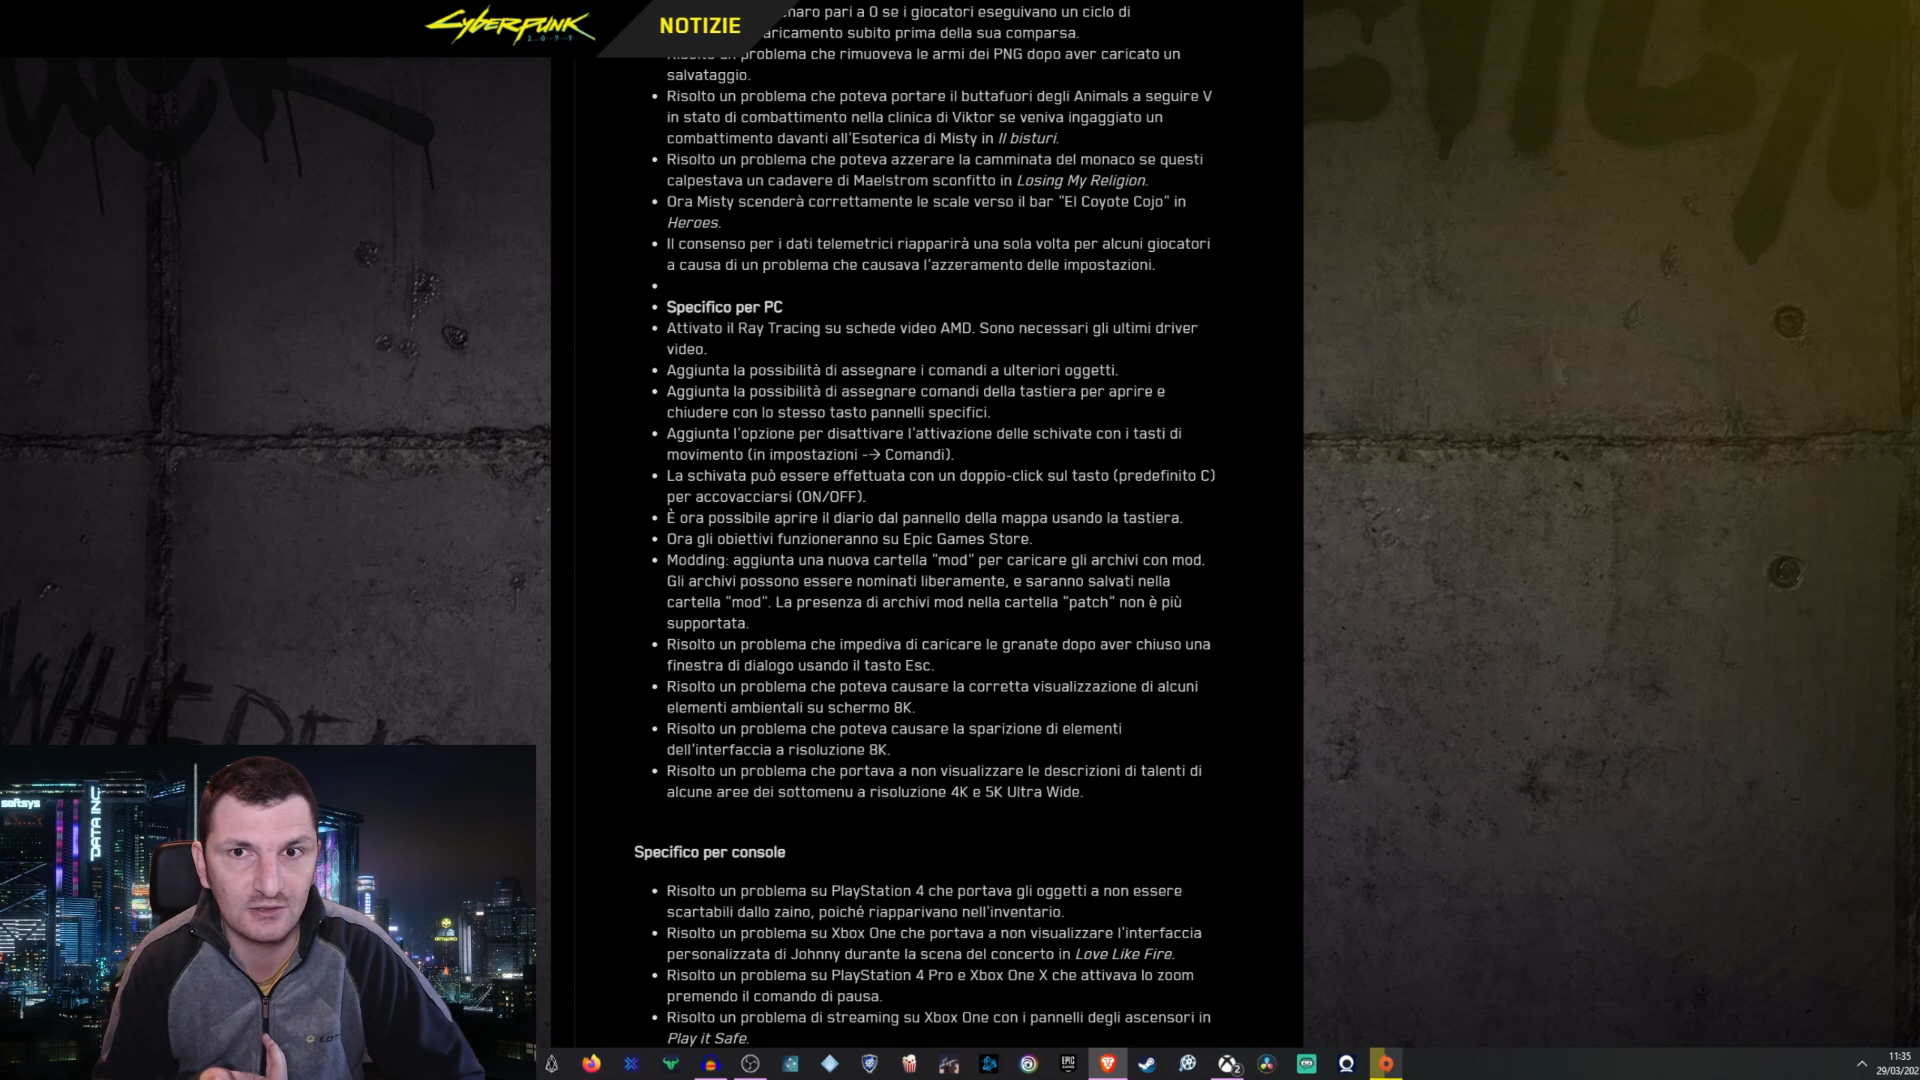 CYBERPUNK
2077
NOTIZIE
naro pari a 0 se i giocatori eseguivano un ciclo di
aricamento subito prima della sua comparsa.
problema che rimuoveva le armi dei PNG dopo aver caricato un
salvataggio.
• Risolto un problema che poteva portare il buttafuori degli Animals a seguire V
in stato di combattimento nella clinica di Viktor se veniva ingaggiato un
combattimento davanti all'Esoterica di Misty in Il bisturi.
• Risolto un problema che poteva azzerare la camminata del monaco se questi
calpestava un cadavere di Maelstrom sconfitto in Losing My Religion.
• Ora Misty scenderà correttamente le scale verso il bar "El Coyote Cojo" in
Heroes.
• Il consenso per i dati telemetrici riapparirà una sola volta per alcuni giocatori
a causa di un problema che causava l'azzeramento delle impostazioni.
•
• Specifico per PC
• Attivato il Ray Tracing su schede video AMD. Sono necessari gli ultimi driver
video.
• Aggiunta la possibilità di assegnare i comandi a ulteriori oggetti.
• Aggiunta la possibilità di assegnare comandi della tastiera per aprire e
chiudere con lo stesso tasto pannelli specifici.
• Aggiunta l'opzione per disattivare l'attivazione delle schivate con i tasti di
movimento (in impostazioni -→ Comandi).
• La schivata può essere effettuata con un doppio-click sul tasto (predefinito C)
per accovacciarsi (ON/OFF).
• È ora possibile aprire il diario dal pannello della mappa usando la tastiera.
• Ora gli obiettivi funzioneranno su Epic Games Store.
• Modding: aggiunta una nuova cartella "mod" per caricare gli archivi con mod.
Gli archivi possono essere nominati liberamente, e saranno salvati nella
cartella "mod". La presenza di archivi mod nella cartella "patch" non è più
supportata.
• Risolto un problema che impediva di caricare le granate dopo aver chiuso una
finestra di dialogo usando il tasto Esc.
• Risolto un problema che poteva causare la corretta visualizzazione di alcuni
elementi ambientali su schermo 8K.
• Risolto un problema che poteva causare la sparizione di elementi
dell'interfaccia a risoluzione 8K.
• Risolto un problema che portava a non visualizzare le descrizioni di talenti di
alcune aree dei sottomenu a risoluzione 4K e 5K Ultra Wide.
Specifico per console
• Risolto un problema su PlayStation 4 che portava gli oggetti a non essere
scartabili dallo zaino, poiché riapparivano nell'inventario.
• Risolto un problema su Xbox One che portava a non visualizzare l'interfaccia
personalizzata di Johnny durante la scena del concerto in Love Like Fire.
• Risolto un problema su PlayStation 4 Pro e Xbox One X che attivava lo zoom
premendo il comando di pausa.
• Risolto un problema di streaming su Xbox One con i pannelli degli ascensori in
Play it Safe.
softsys
DATA INC.
EPIC
2
11:35
29/03/202